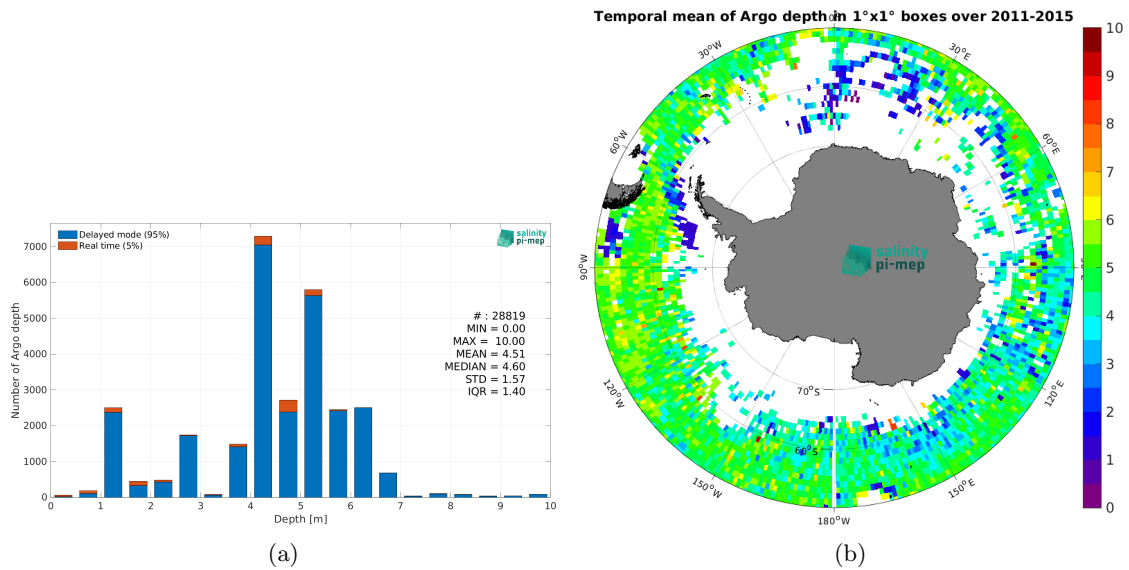 Temporal mean of Argo depth in 1°x1° boxes over 2011-2015
Delayed mode (95%)
Real time (5%)
salinity
pi-mep
# : 28819
MIN = 0.00
MAX = 10.00
MEAN = 4.51
MEDIAN = 4.60
STD = 1.57
IQR = 1.40
Number of Argo depth
7000
6000
5000
4000
3000
2000
1000
0
0 1 2 3 4 5 6 7 8 9 10
Depth [m]
(a)
30°W
30°E
60°W
60°E
90°W
salinity
pi-mep
120°W
120°E
70°S
60°S
150°W
150°E
180°W
10
9
8
7
6
5
4
3
2
1
0
(b)